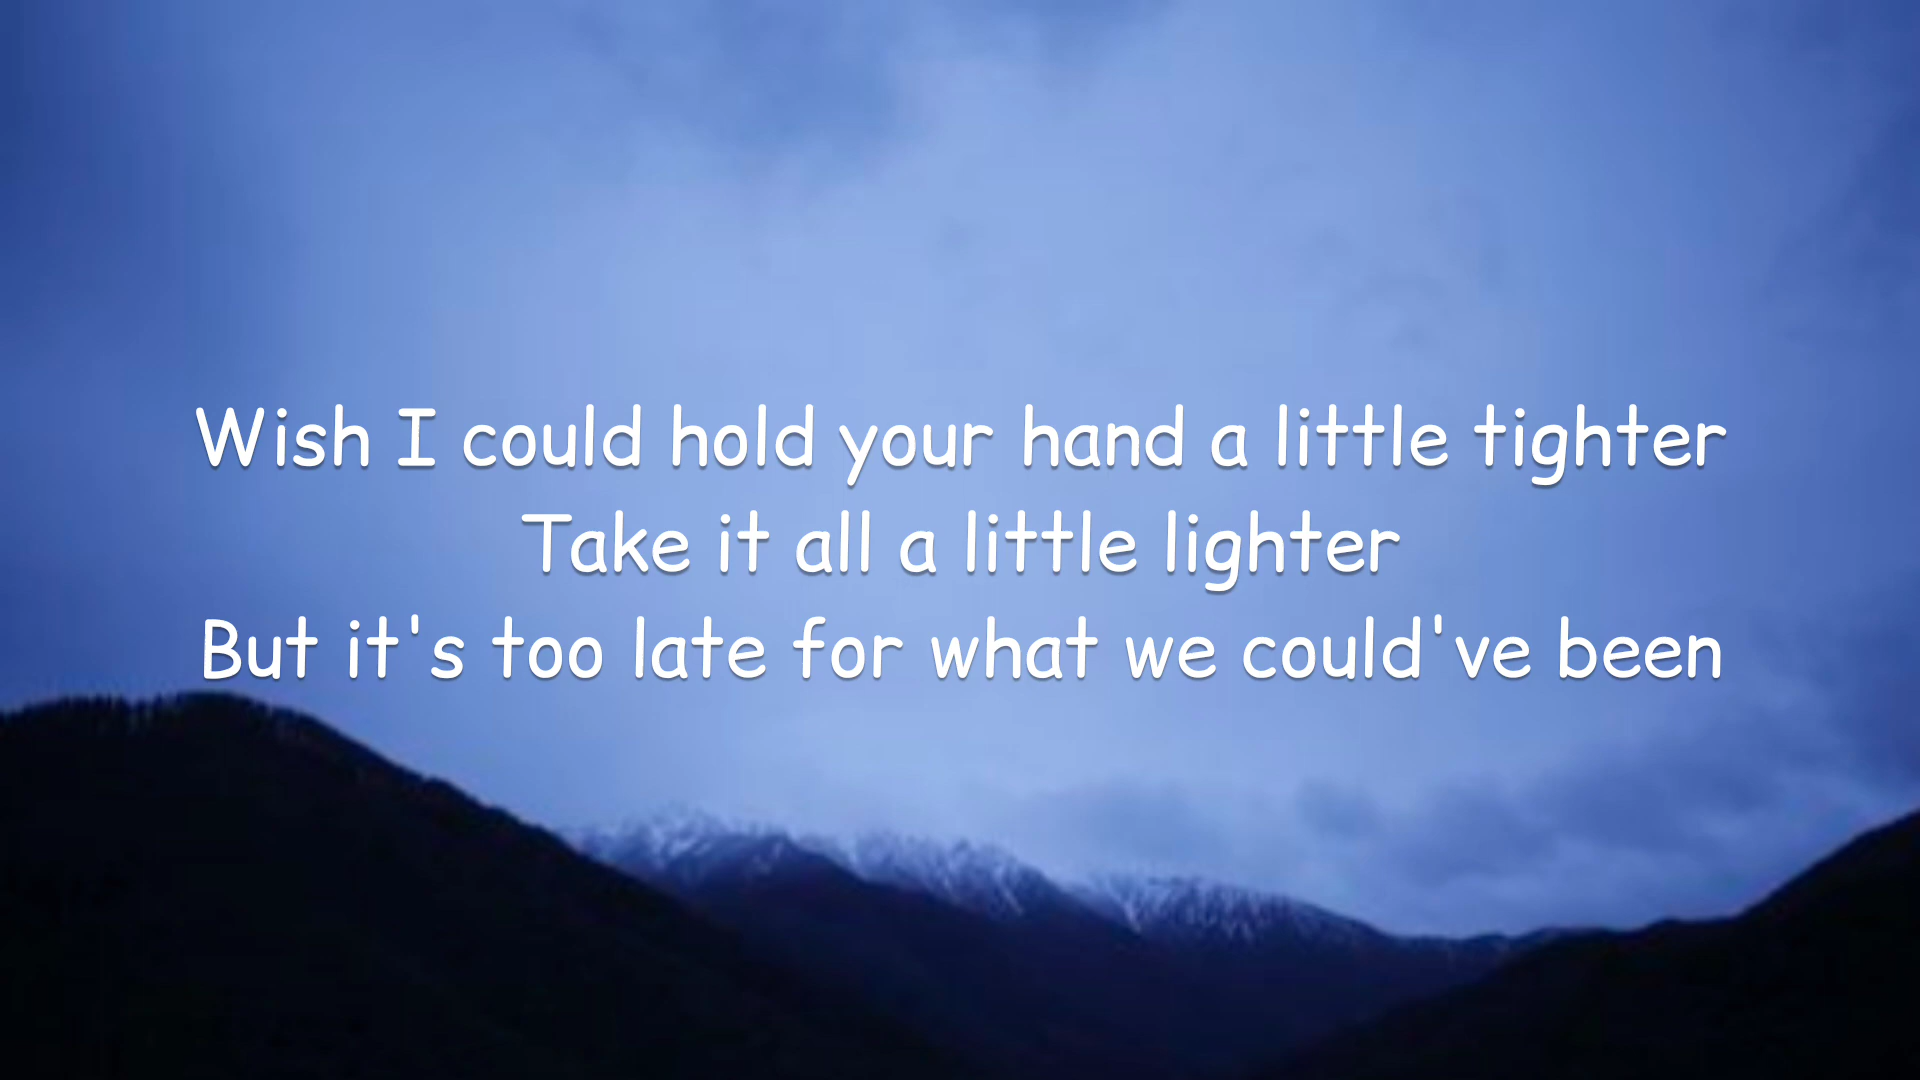 Wish I could hold your hand a little tighter
Take it all a little lighter
But it's too late for what we could've been